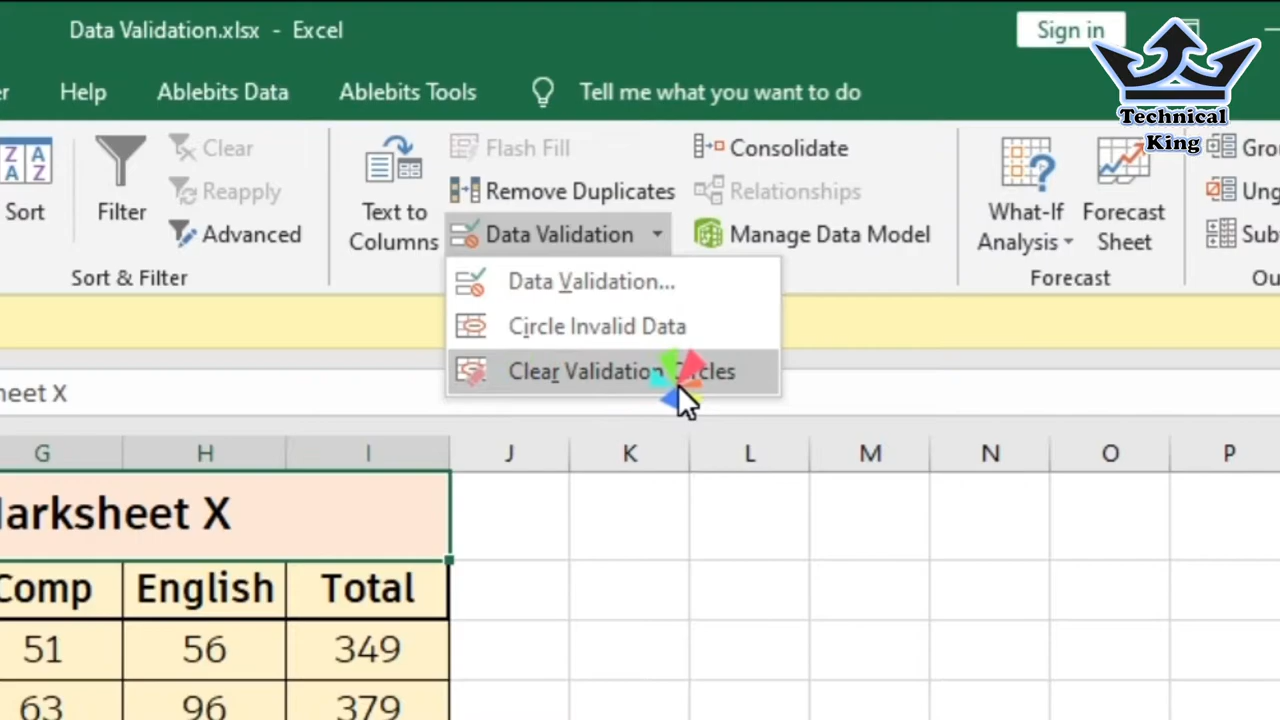 Data Validation.xlsx - Excel
Sign in
Technical
King
Help
Ablebits Data
Ablebits Tools
Tell me what you want to do
Sort
Filter
Clear
Reapply
Advanced
Sort & Filter
Text to
Columns
Flash Fill
Remove Duplicates
Data Validation
Consolidate
Relationships
Manage Data Model
What-If
Analysis
Forecast
Sheet
Forecast
Data Validation...
Circle Invalid Data
Clear Validation Circles
X
G H I J K L M N O P
Marksheet X
Comp English Total
51 56 349
63 96 379